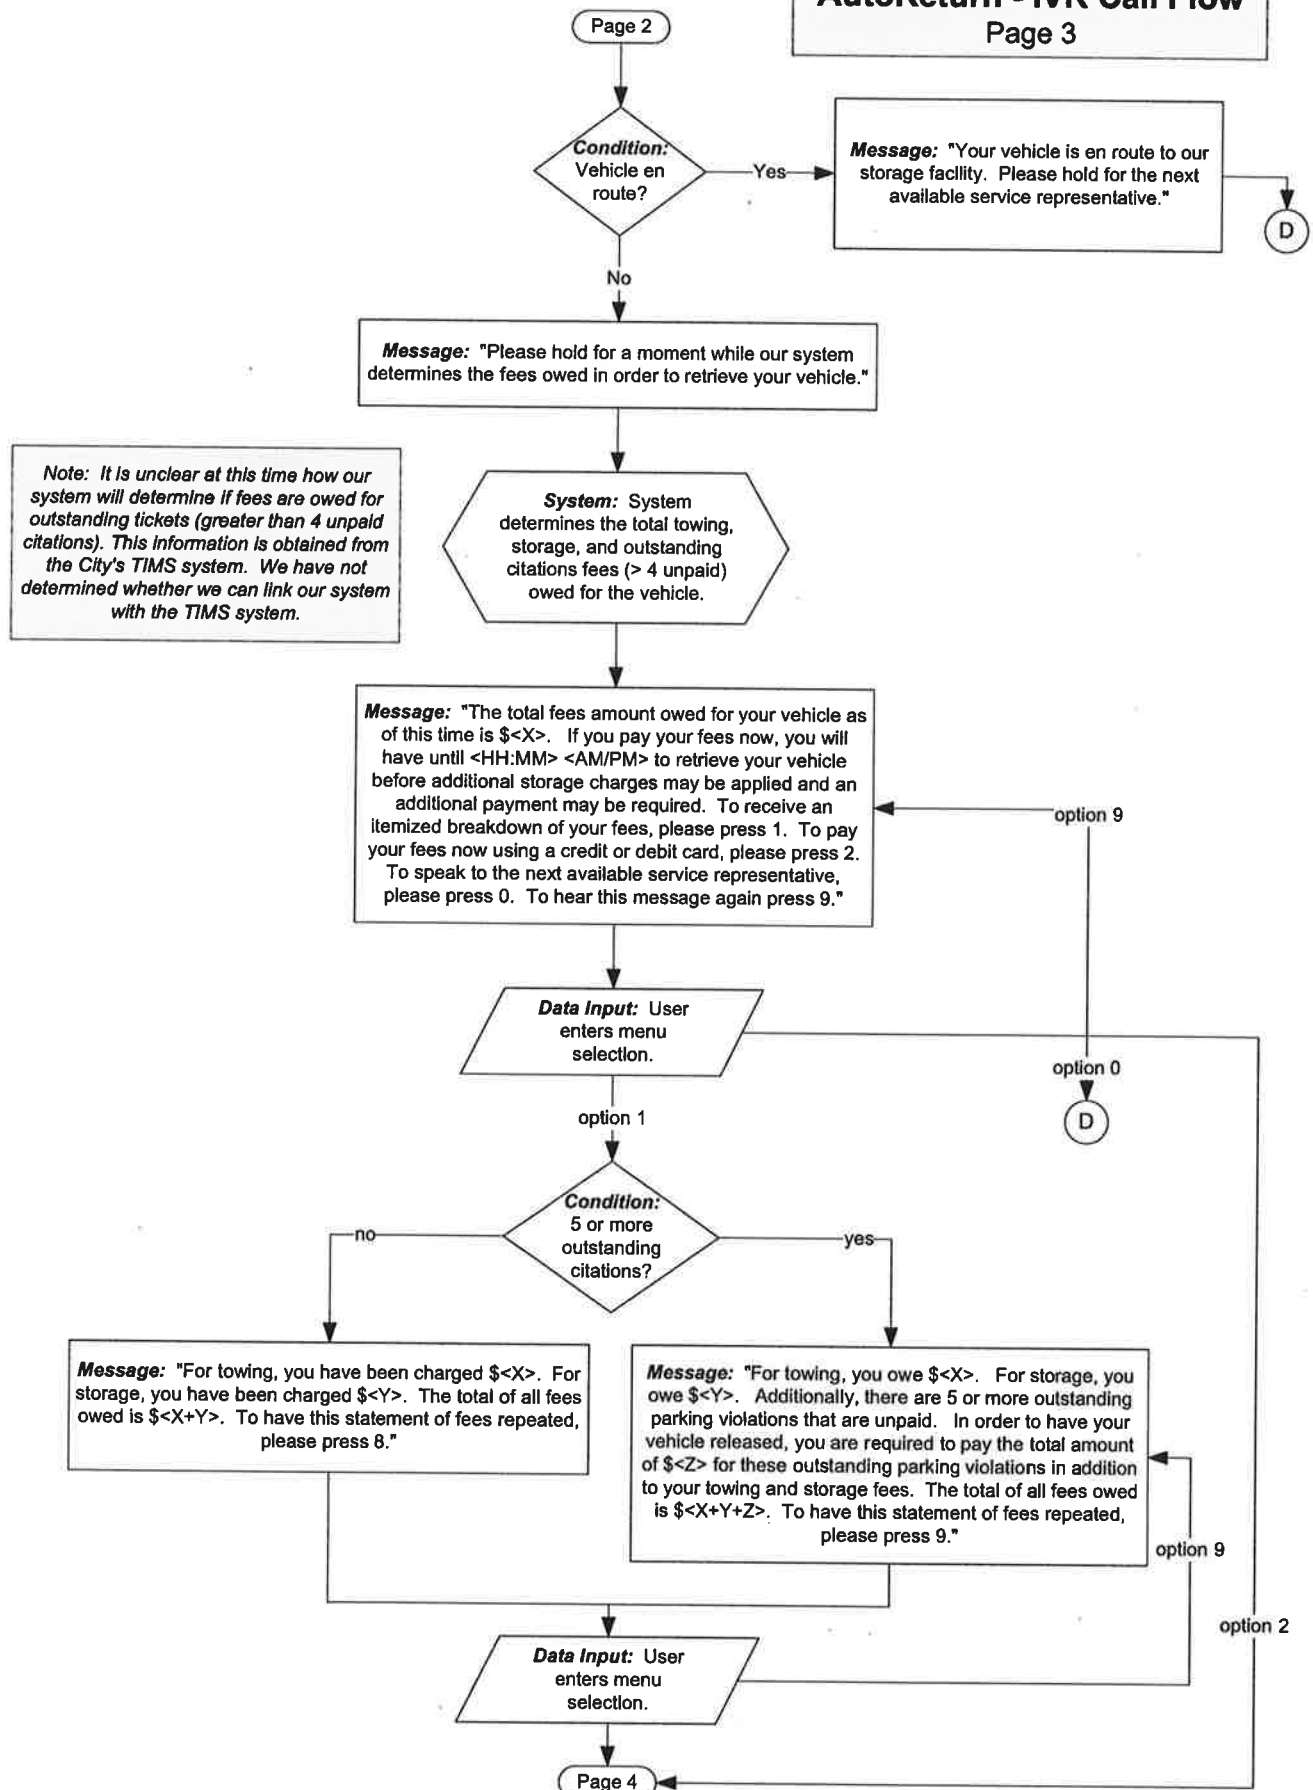 AutoReturn - IVR Call Flow
Page 3
Page 2
Condition:
Vehicle en
route?
Yes
Message: "Your vehicle is en route to our
storage facility. Please hold for the next
available service representative."
D
No
Message: "Please hold for a moment while our system
determines the fees owed in order to retrieve your vehicle."
Note: It is unclear at this time how our
system will determine if fees are owed for
outstanding tickets (greater than 4 unpaid
citations). This information is obtained from
the City's TIMS system. We have not
determined whether we can link our system
with the TIMS system.
System: System
determines the total towing,
storage, and outstanding
citations fees (> 4 unpaid)
owed for the vehicle.
Message: "The total fees amount owed for your vehicle as
of this time is $<X>. If you pay your fees now, you will
have until <HH:MM> <AM/PM> to retrieve your vehicle
before additional storage charges may be applied and an
additional payment may be required. To receive an
itemized breakdown of your fees, please press 1. To pay
your fees now using a credit or debit card, please press 2.
To speak to the next available service representative,
please press 0. To hear this message again press 9."
option 9
Data Input: User
enters menu
selection.
option 0
D
option 1
Condition:
5 or more
outstanding
citations?
no
yes
Message: "For towing, you have been charged $<X>. For
storage, you have been charged $<Y>. The total of all fees
owed is $<X+Y>. To have this statement of fees repeated,
please press 8."
Message: "For towing, you owe $<X>. For storage, you
owe $<Y>. Additionally, there are 5 or more outstanding
parking violations that are unpaid. In order to have your
vehicle released, you are required to pay the total amount
of $<Z> for these outstanding parking violations in addition
to your towing and storage fees. The total of all fees owed
is $<X+Y+Z>. To have this statement of fees repeated,
please press 9."
option 9
option 2
Data Input: User
enters menu
selection.
Page 4